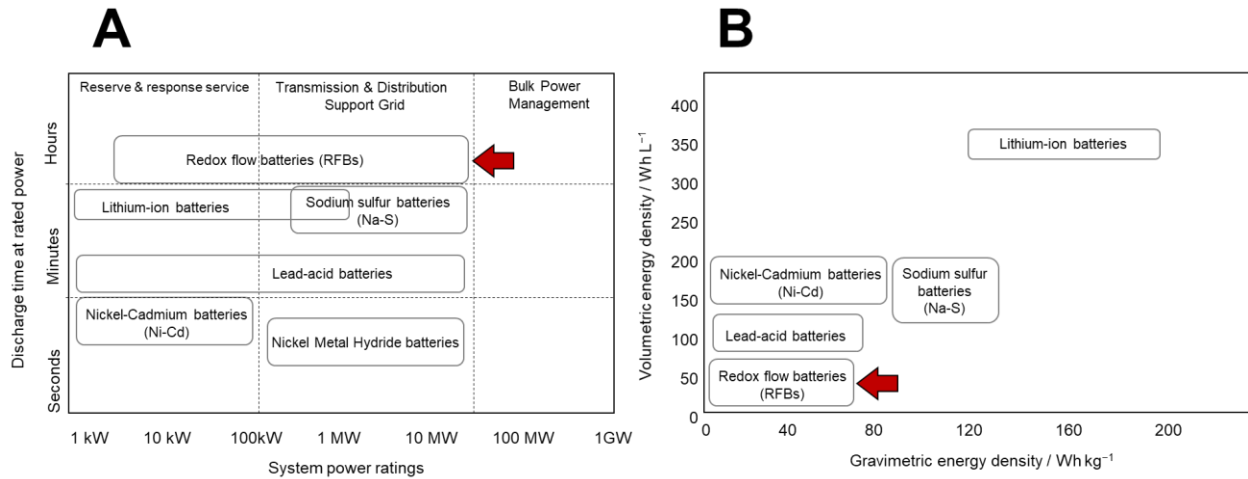 A
Reserve & response service
Transmission & Distribution
Support Grid
Bulk Power
Management
Discharge time at rated power
Hours
Minutes
Seconds
Redox flow batteries (RFBs)
Lithium-ion batteries
Sodium sulfur batteries
(Na-S)
Lead-acid batteries
Nickel-Cadmium batteries
(Ni-Cd)
Nickel Metal Hydride batteries
1 kW 10 kW 100kW 1 MW 10 MW 100 MW 1GW
System power ratings
B
Volumetric energy density / Wh L⁻¹
400
350
300
250
200
150
100
50
0
Lithium-ion batteries
Nickel-Cadmium batteries
(Ni-Cd)
Sodium sulfur
batteries
(Na-S)
Lead-acid batteries
Redox flow batteries
(RFBs)
0 40 80 120 160 200
Gravimetric energy density / Wh kg⁻¹